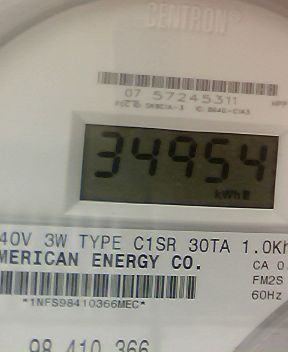 CENTRON®
07 57245311
34954
kWh
40V 3W TYPE C1SR 30TA 1.0Kh
MERICAN ENERGY CO.
CA 0.
FM2S
*1NFS98410366MEC*
60Hz
98 410 366